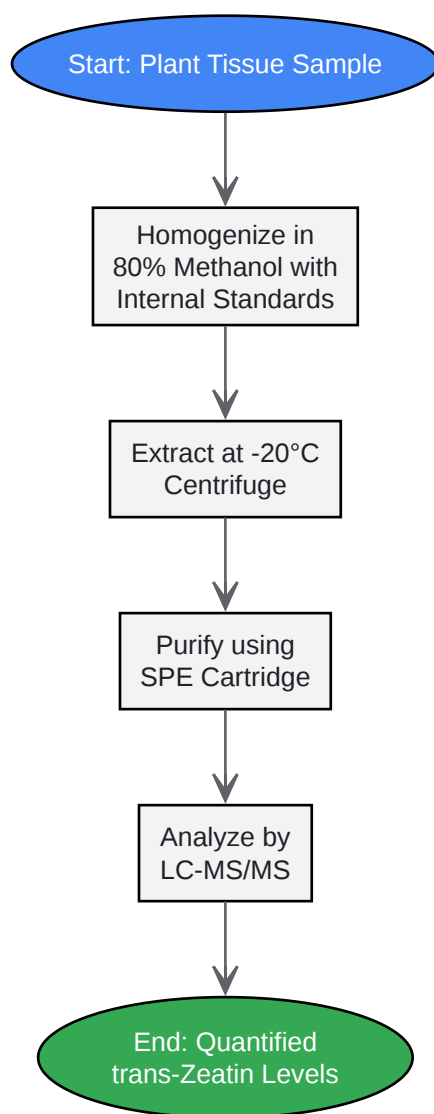 Start: Plant Tissue Sample
Homogenize in
80% Methanol with
Internal Standards
Extract at -20°C
Centrifuge
Purify using
SPE Cartridge
Analyze by
LC-MS/MS
End: Quantified
trans-Zeatin Levels